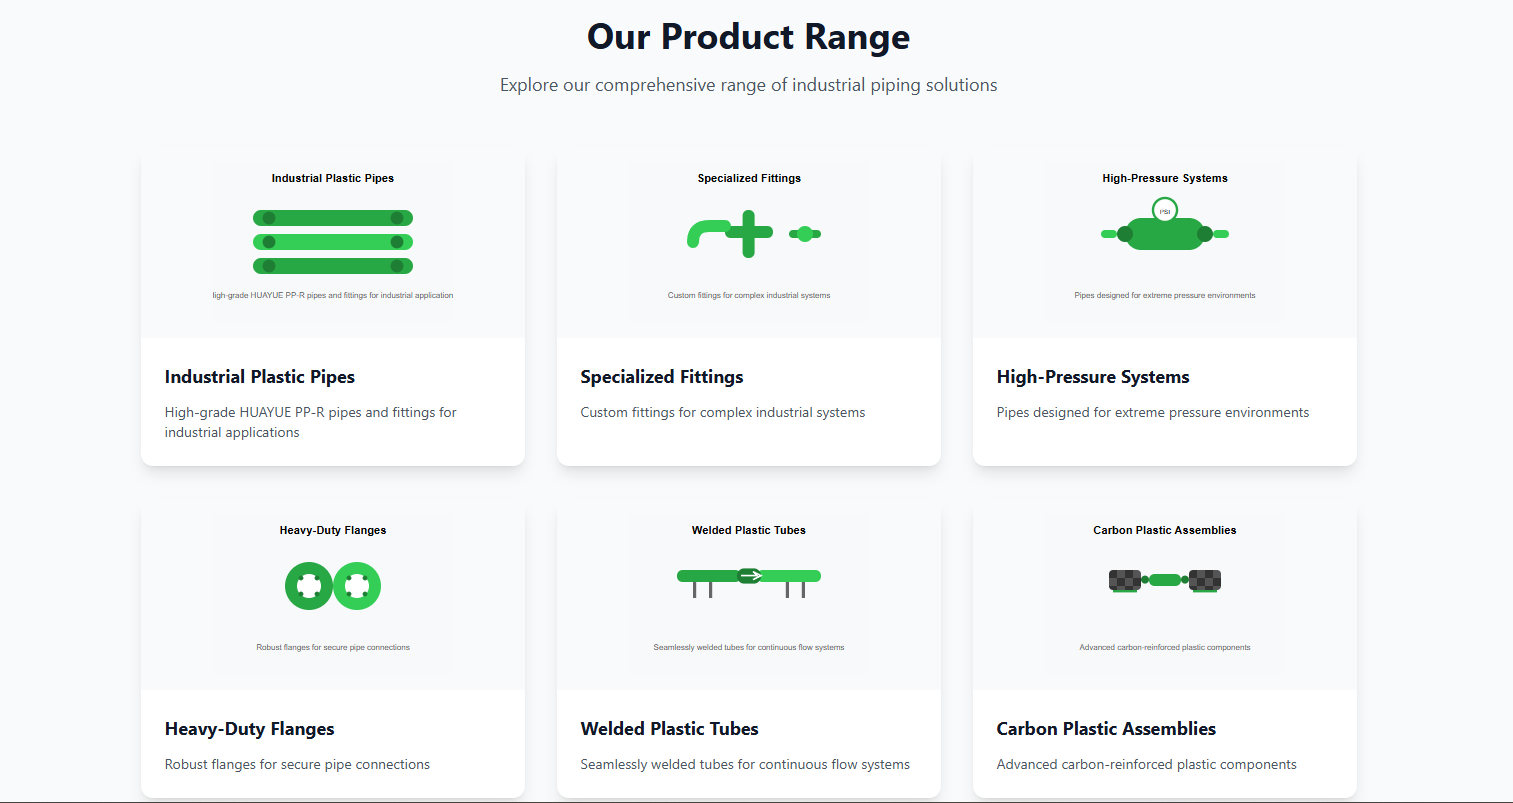 Our Product Range
Explore our comprehensive range of industrial piping solutions
Industrial Plastic Pipes
Specialized Fittings
High-Pressure Systems
PSI
ligh-grade HUAYUE PP-R pipes and fittings for industrial application
Custom fittings for complex industrial systems
Pipes designed for extreme pressure environments
Industrial Plastic Pipes
High-grade HUAYUE PP-R pipes and fittings for
industrial applications
Specialized Fittings
Custom fittings for complex industrial systems
High-Pressure Systems
Pipes designed for extreme pressure environments
Heavy-Duty Flanges
Welded Plastic Tubes
Carbon Plastic Assemblies
Robust flanges for secure pipe connections
Seamlessly welded tubes for continuous flow systems
Advanced carbon-reinforced plastic components
Heavy-Duty Flanges
Robust flanges for secure pipe connections
Welded Plastic Tubes
Seamlessly welded tubes for continuous flow systems
Carbon Plastic Assemblies
Advanced carbon-reinforced plastic components